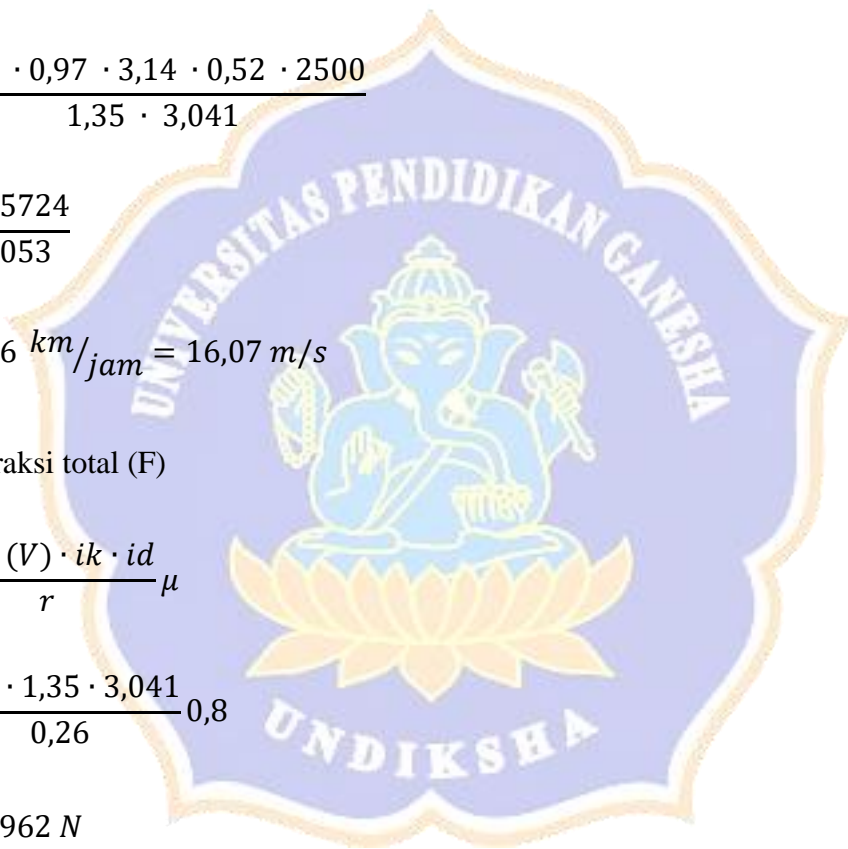 · 0,97 · 3,14 · 0,52 · 2500
1,35 · 3,041
5724
053
6 km/jam = 16,07 m/s
raksi total (F)
(V) · ik · id
r
μ
· 1,35 · 3,041
0,26
0,8
962 N
UNIVERSITAS PENDIDIKAN GANESHA
UNDIKSHA